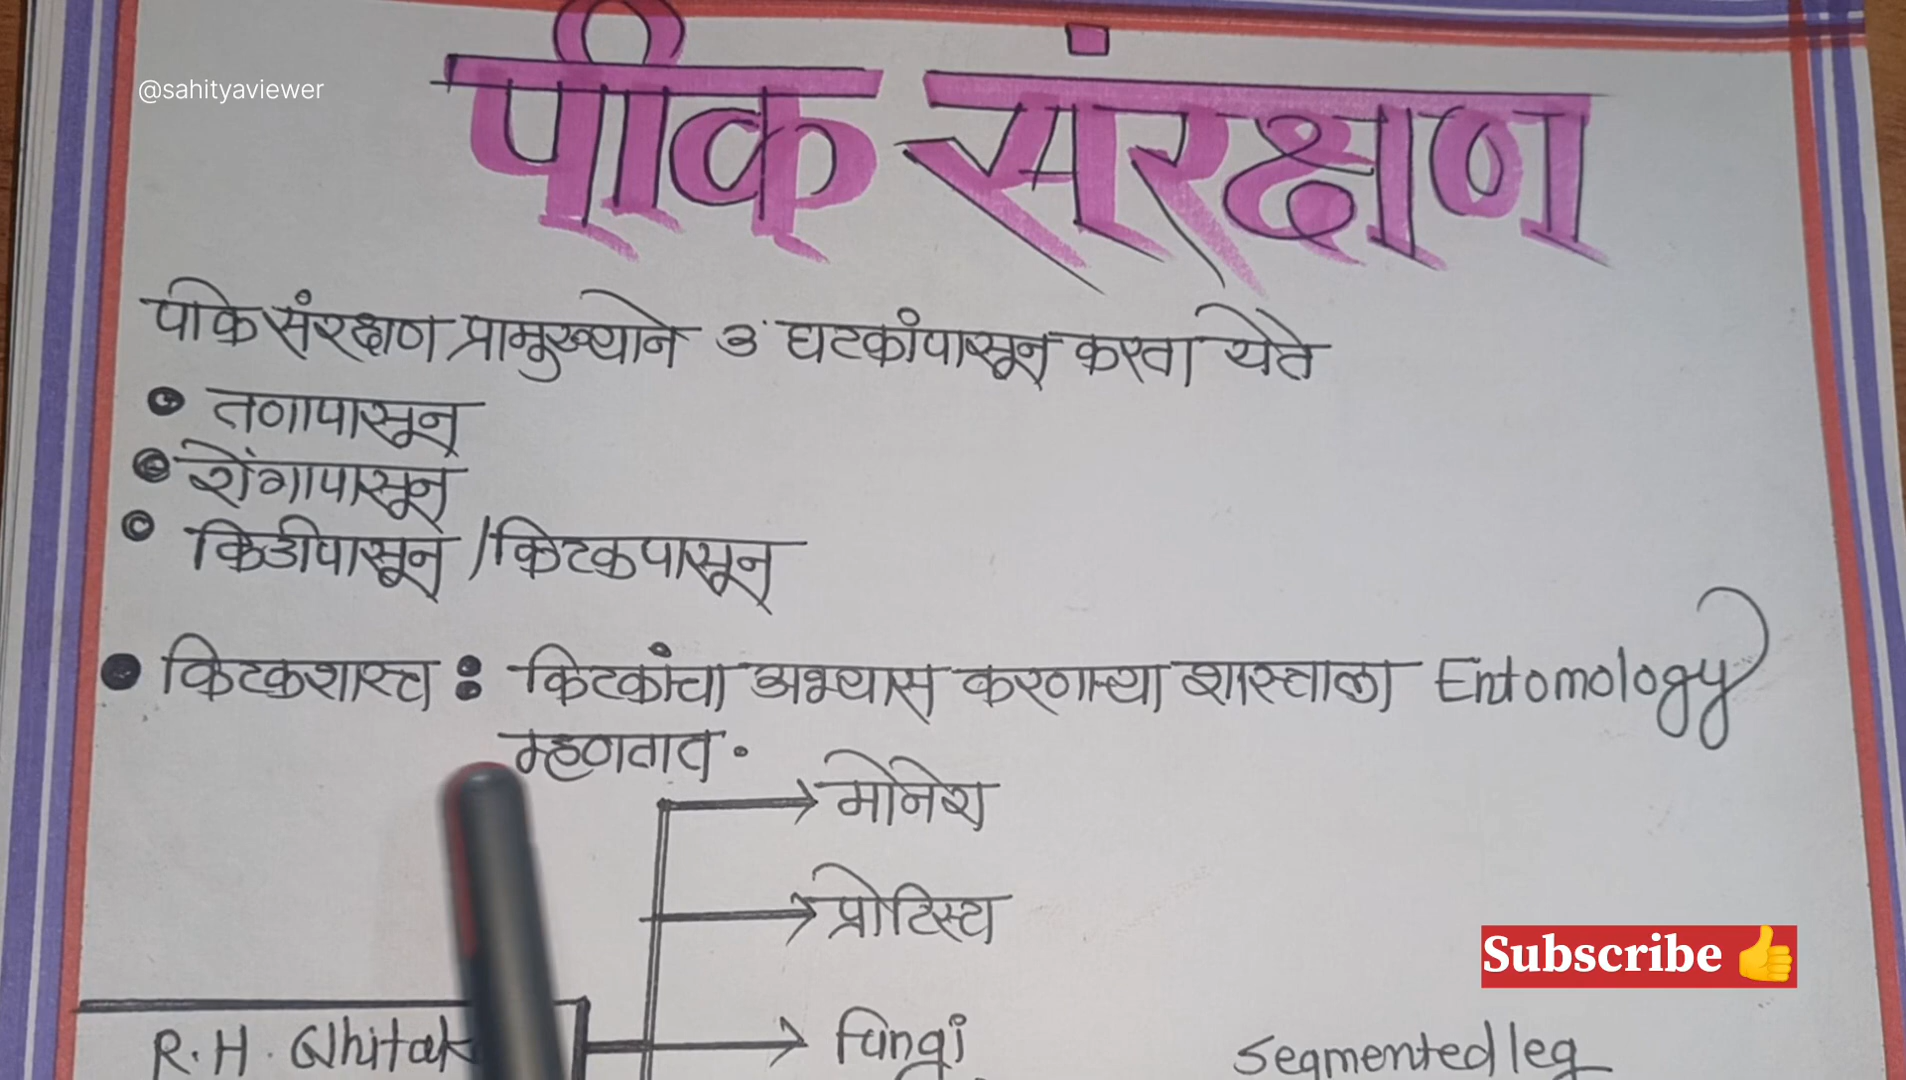 @sahityaviewer
पीक संरक्षण
पीक संरक्षण प्रामुख्याने ३ घटकांपासून करता येते
तणापासून
रोगापासून
किडीपासून / किटकपासून
किटकशास्त्र : किटकांचा अभ्यास करणाऱ्या शास्त्राला Entomology
म्हणतात.
मोनेरा
प्रोटिस्टा
R. H. Whitak
Fungi
Segmented leg
Subscribe 👍